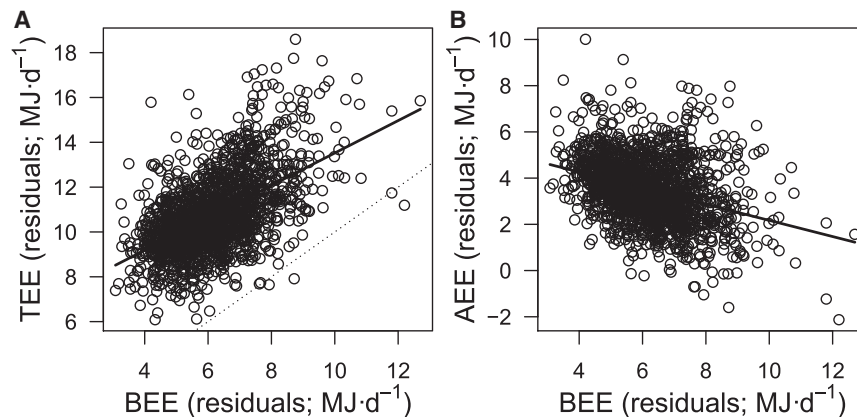 A
TEE (residuals; MJ·d⁻¹)
18
16
14
12
10
8
6
4 6 8 10 12
BEE (residuals; MJ·d⁻¹)
B
AEE (residuals; MJ·d⁻¹)
10
8
6
4
2
0
−2
4 6 8 10 12
BEE (residuals; MJ·d⁻¹)